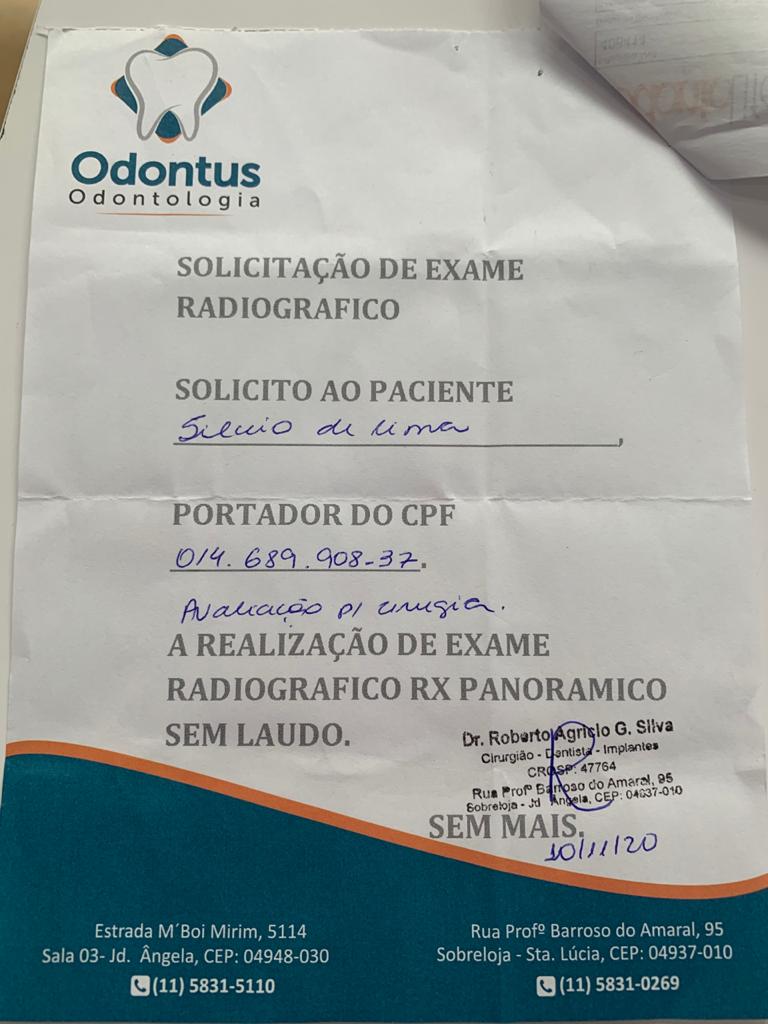 Odontus
Odontologia
SOLICITAÇÃO DE EXAME
RADIOGRAFICO
SOLICITO AO PACIENTE
Silvio de Lima,
PORTADOR DO CPF
014.689.908-37.
Avaliação p/ cirurgia.
A REALIZAÇÃO DE EXAME
RADIOGRAFICO RX PANORAMICO
SEM LAUDO.
Dr. Roberto Agricio G. Silva
Cirurgião - Dentista - Implantes
CROSP: 47764
Rua Profº Barroso do Amaral, 95
Sobreloja - Jd Angela, CEP: 04937-010
SEM MAIS.
10/11/20
Estrada M´Boi Mirim, 5114
Sala 03- Jd. Ângela, CEP: 04948-030
(11) 5831-5110
Rua Profº Barroso do Amaral, 95
Sobreloja - Sta. Lúcia, CEP: 04937-010
(11) 5831-0269